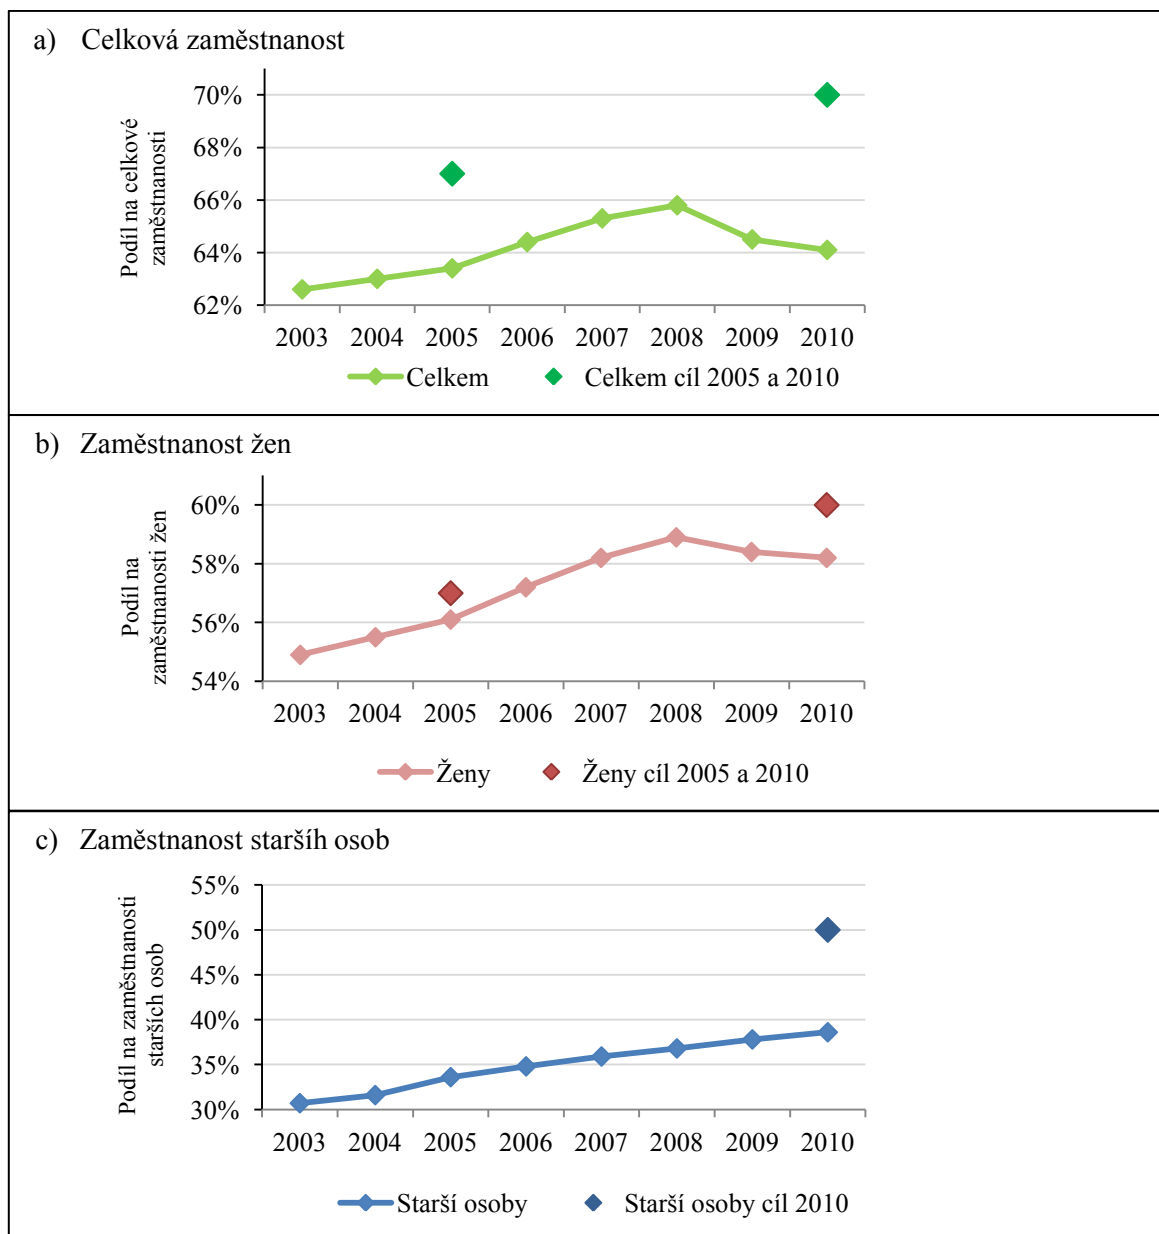 a) Celková zaměstnanost
Podíl na celkové
zaměstnanosti
70%
68%
66%
64%
62%
2003 2004 2005 2006 2007 2008 2009 2010
Celkem Celkem cíl 2005 a 2010
b) Zaměstnanost žen
Podíl na
zaměstnanosti žen
60%
58%
56%
54%
2003 2004 2005 2006 2007 2008 2009 2010
Ženy Ženy cíl 2005 a 2010
c) Zaměstnanost staršíh osob
Podíl na zaměstnanosti
starších osob
55%
50%
45%
40%
35%
30%
2003 2004 2005 2006 2007 2008 2009 2010
Starší osoby Starší osoby cíl 2010